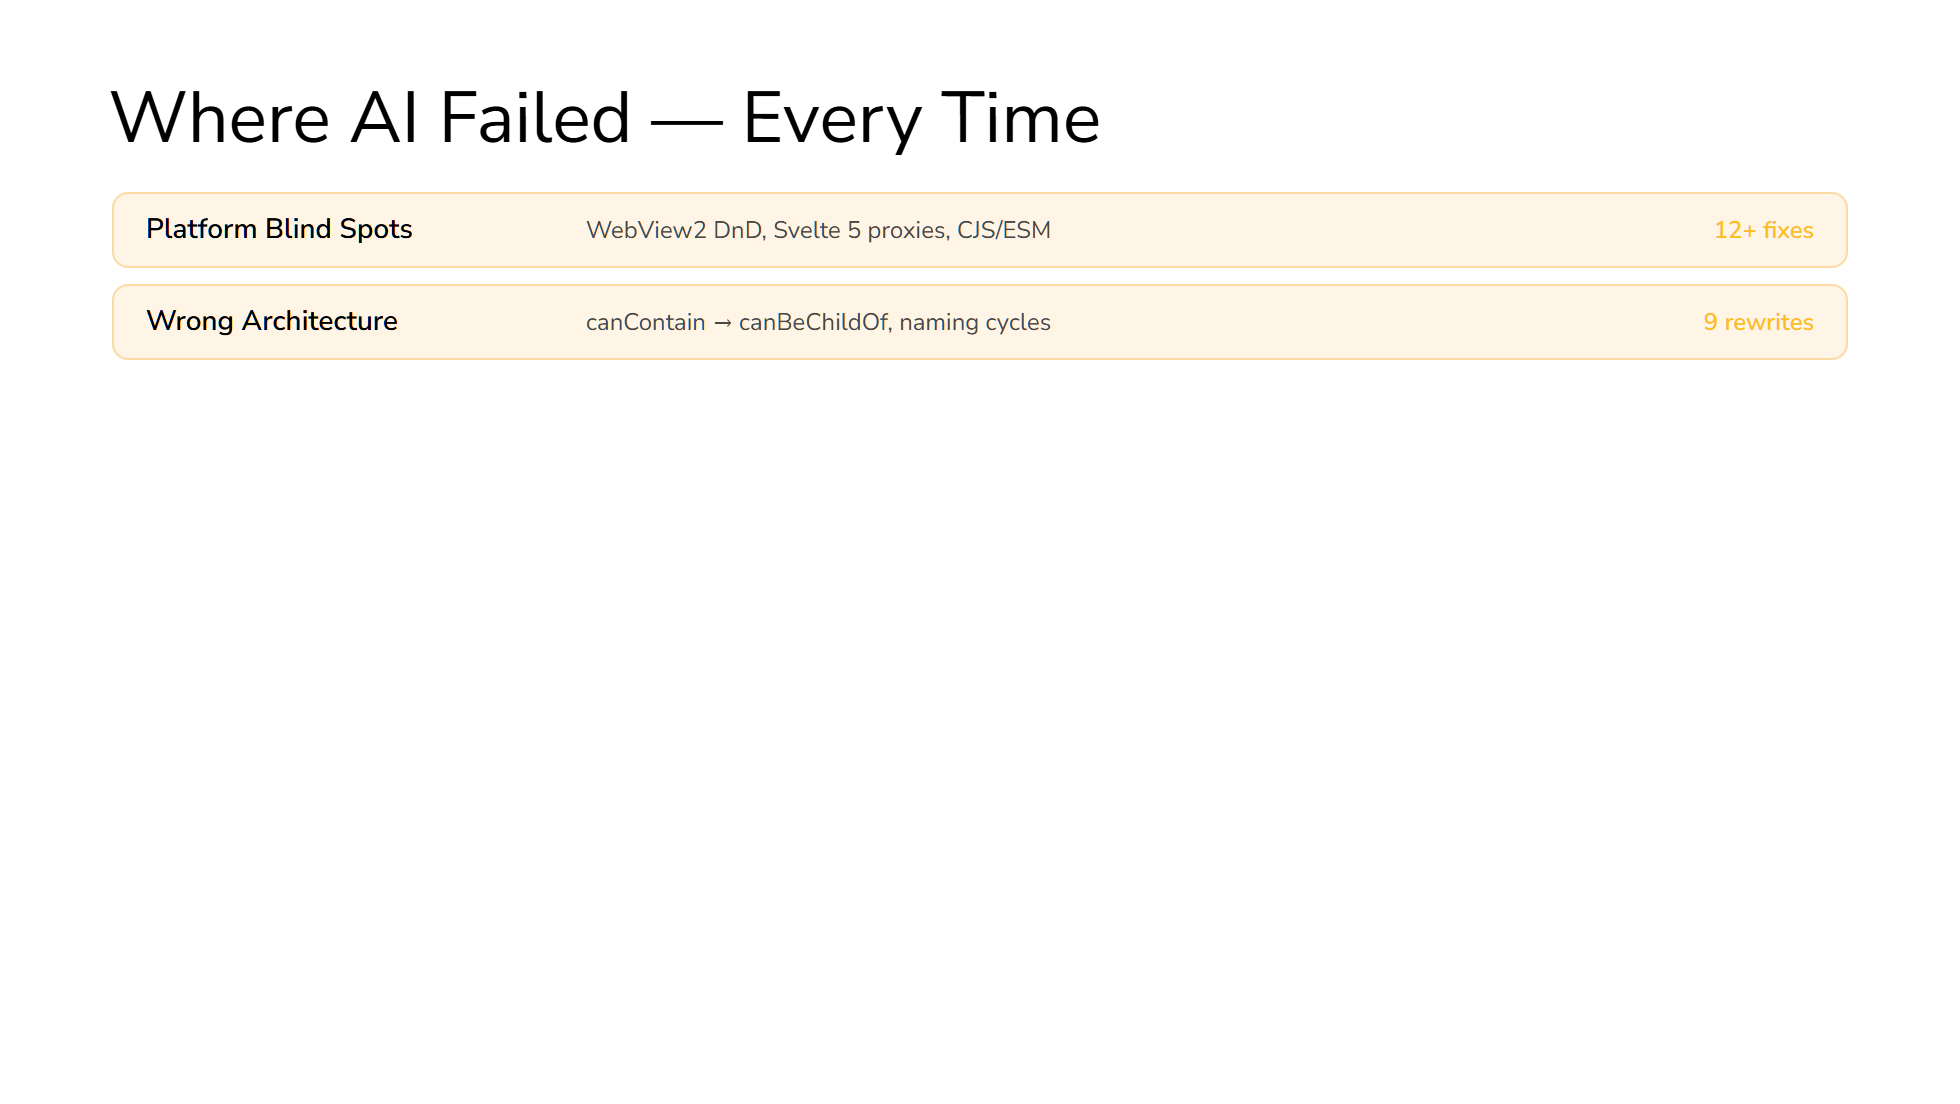 Where AI Failed — Every Time
Platform Blind Spots WebView2 DnD, Svelte 5 proxies, CJS/ESM 12+ fixes
Wrong Architecture canContain → canBeChildOf, naming cycles 9 rewrites